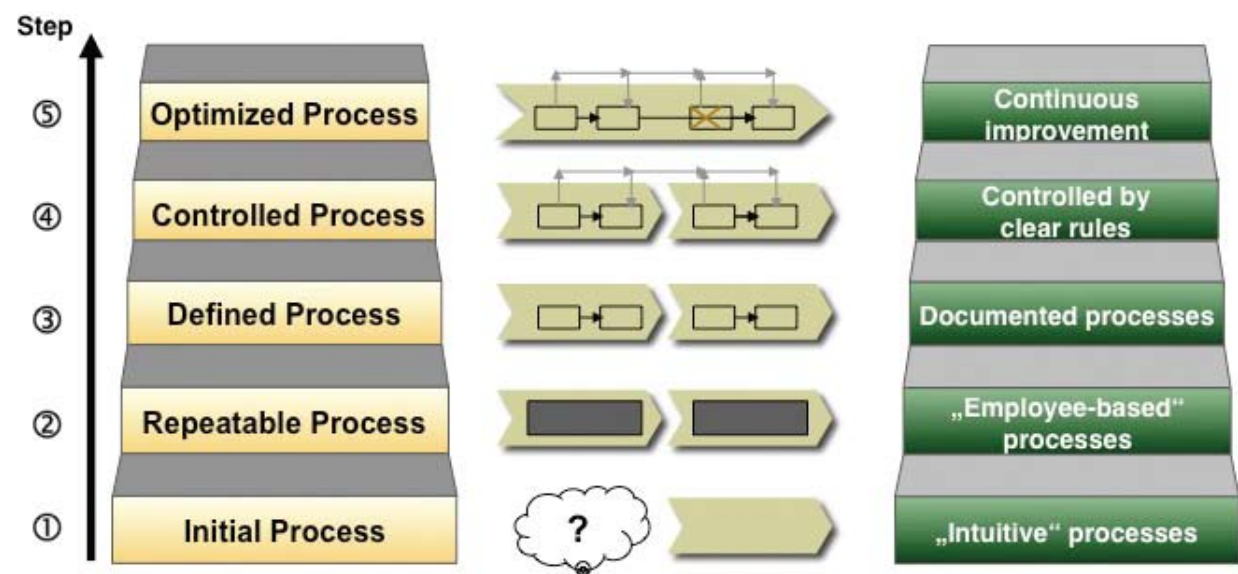 Step
⑤
Optimized Process
Continuous
improvement
④
Controlled Process
Controlled by
clear rules
③
Defined Process
Documented processes
②
Repeatable Process
„Employee-based“
processes
①
Initial Process
?
„Intuitive“ processes